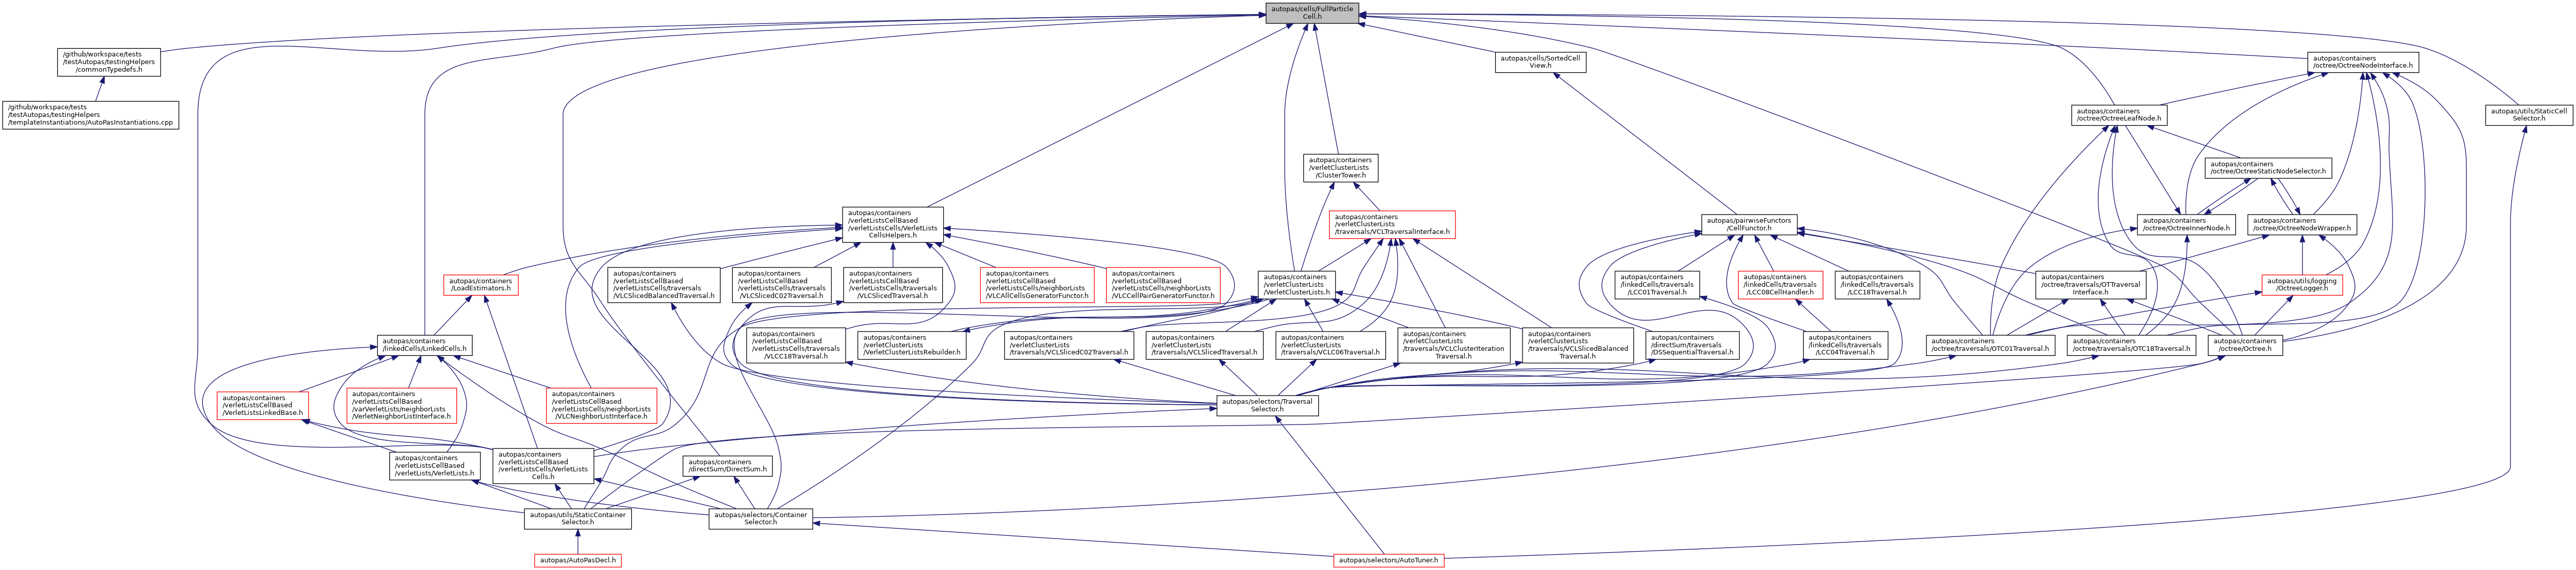 autopas/cells/FullParticle
Cell.h
/github/workspace/tests
/testAutopas/testingHelpers
/commonTypedefs.h
autopas/cells/SortedCell
View.h
autopas/containers
/octree/OctreeNodeInterface.h
/github/workspace/tests
/testAutopas/testingHelpers
/templateInstantiations/AutoPasInstantiations.cpp
autopas/containers
/octree/OctreeLeafNode.h
autopas/utils/StaticCell
Selector.h
autopas/containers
/verletClusterLists
/ClusterTower.h
autopas/containers
/octree/OctreeStaticNodeSelector.h
autopas/containers
/verletListsCellBased
/verletListsCells/VerletLists
CellsHelpers.h
autopas/containers
/verletClusterLists
/traversals/VCLTraversalInterface.h
autopas/pairwiseFunctors
/CellFunctor.h
autopas/containers
/octree/OctreeInnerNode.h
autopas/containers
/octree/OctreeNodeWrapper.h
autopas/containers
/LoadEstimators.h
autopas/containers
/verletListsCellBased
/verletListsCells/traversals
/VLCSlicedBalancedTraversal.h
autopas/containers
/verletListsCellBased
/verletListsCells/traversals
/VLCSlicedC02Traversal.h
autopas/containers
/verletListsCellBased
/verletListsCells/traversals
/VLCSlicedTraversal.h
autopas/containers
/verletListsCellBased
/verletListsCells/neighborLists
/VLCAllCellsGeneratorFunctor.h
autopas/containers
/verletListsCellBased
/verletListsCells/neighborLists
/VLCCellPairGeneratorFunctor.h
autopas/containers
/verletClusterLists
/VerletClusterLists.h
autopas/containers
/linkedCells/traversals
/LCC01Traversal.h
autopas/containers
/linkedCells/traversals
/LCC08CellHandler.h
autopas/containers
/linkedCells/traversals
/LCC18Traversal.h
autopas/containers
/octree/traversals/OTTraversal
Interface.h
autopas/utils/logging
/OctreeLogger.h
autopas/containers
/linkedCells/LinkedCells.h
autopas/containers
/verletListsCellBased
/verletListsCells/traversals
/VLCC18Traversal.h
autopas/containers
/verletClusterLists
/VerletClusterListsRebuilder.h
autopas/containers
/verletClusterLists
/traversals/VCLSlicedC02Traversal.h
autopas/containers
/verletClusterLists
/traversals/VCLSlicedTraversal.h
autopas/containers
/verletClusterLists
/traversals/VCLC06Traversal.h
autopas/containers
/verletClusterLists
/traversals/VCLClusterIteration
Traversal.h
autopas/containers
/verletClusterLists
/traversals/VCLSlicedBalanced
Traversal.h
autopas/containers
/directSum/traversals
/DSSequentialTraversal.h
autopas/containers
/linkedCells/traversals
/LCC04Traversal.h
autopas/containers
/octree/traversals/OTC01Traversal.h
autopas/containers
/octree/traversals/OTC18Traversal.h
autopas/containers
/octree/Octree.h
autopas/containers
/verletListsCellBased
/VerletListsLinkedBase.h
autopas/containers
/verletListsCellBased
/varVerletLists/neighborLists
/VerletNeighborListInterface.h
autopas/containers
/verletListsCellBased
/verletListsCells/neighborLists
/VLCNeighborListInterface.h
autopas/selectors/Traversal
Selector.h
autopas/containers
/verletListsCellBased
/verletLists/VerletLists.h
autopas/containers
/verletListsCellBased
/verletListsCells/VerletLists
Cells.h
autopas/containers
/directSum/DirectSum.h
autopas/utils/StaticContainer
Selector.h
autopas/selectors/Container
Selector.h
autopas/AutoPasDecl.h
autopas/selectors/AutoTuner.h